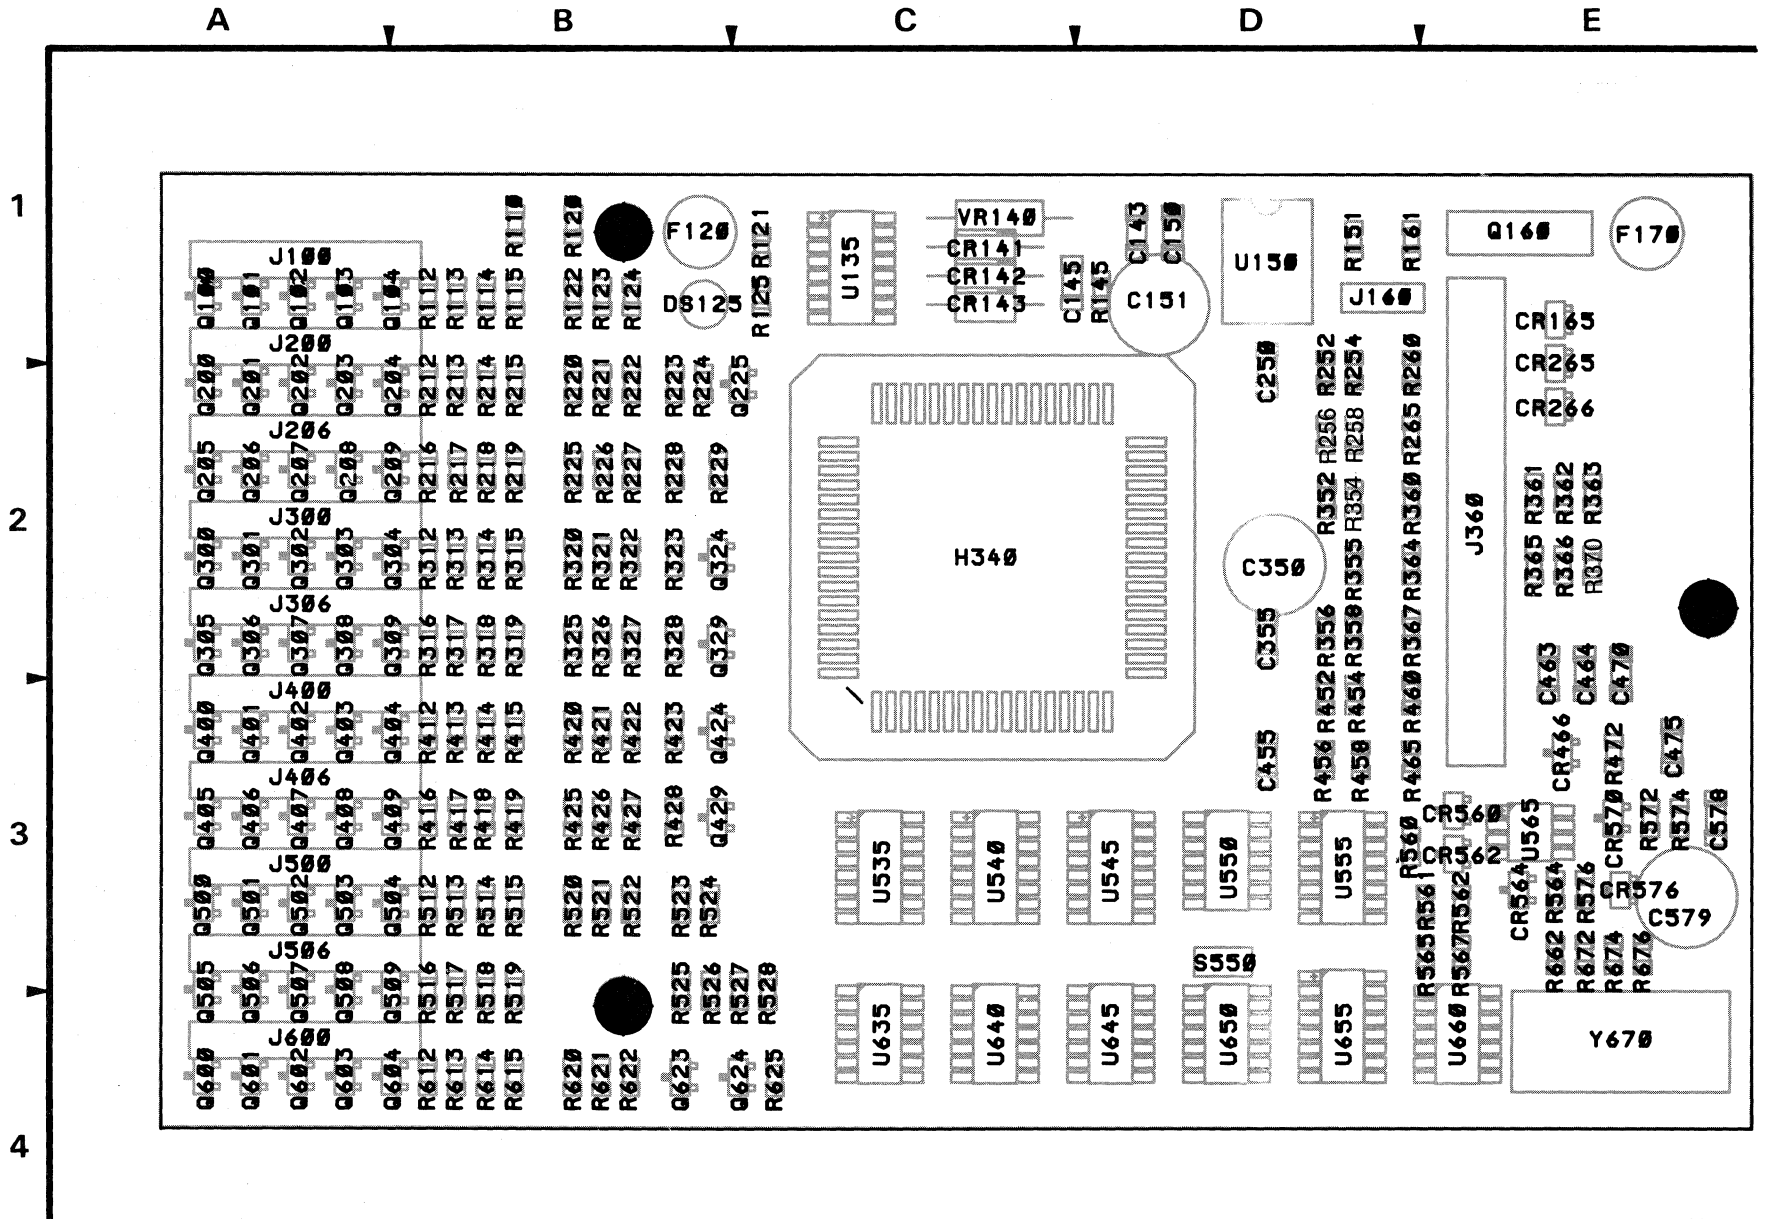 A B C D E
1
R110 R120 F120 R121 U135 VR140 CR141 CR142 CR143 C143 C150 U150 R151 R161 Q160 F170
J100
Q100 Q101 Q102 Q103 Q104 R112 R113 R114 R115 R122 R123 R124 DS125 R125 C145 R145 C151 J160 CR165
J200
Q200 Q201 Q202 Q203 Q204 R212 R213 R214 R215 R220 R221 R222 R223 R224 Q225 C250 R252 R254 R260 CR265 CR266
J206
Q205 Q206 Q207 Q208 Q209 R216 R217 R218 R219 R225 R226 R227 R228 R229 R256 R258 R265
2
J300
R352 R354 R360 J360 R361 R362 R363
Q300 Q301 Q302 Q303 Q304 R312 R313 R314 R315 R320 R321 R322 R323 Q324 H340 C350 R355 R364 R365 R366 R370
J306
Q305 Q306 Q307 Q308 Q309 R316 R317 R318 R319 R325 R326 R327 R328 Q329 C355 R356 R358 R367
J400
R452 R454 R460 C463 C464 C470
Q400 Q401 Q402 Q403 Q404 R412 R413 R414 R415 R420 R421 R422 R423 Q424 C455 R456 R458 R465 CR466 R472 C475
J406
3
Q405 Q406 Q407 Q408 Q409 R416 R417 R418 R419 R425 R426 R427 R428 Q429 CR560 U565 CR570 R572 R574 C578
J500
U535 U540 U545 U550 U555 R560 CR562
Q500 Q501 Q502 Q503 Q504 R512 R513 R514 R515 R520 R521 R522 R523 R524 R561 R562 CR564 R564 R576 CR576 C579
J506
Q505 Q506 Q507 Q508 Q509 R516 R517 R518 R519 R525 R526 R527 R528 S550 R565 R567 R662 R672 R674 R676
J600
U635 U640 U645 U650 U655 U660 Y670
Q600 Q601 Q602 Q603 Q604 R612 R613 R614 R615 R620 R621 R622 Q623 Q624 R625
4